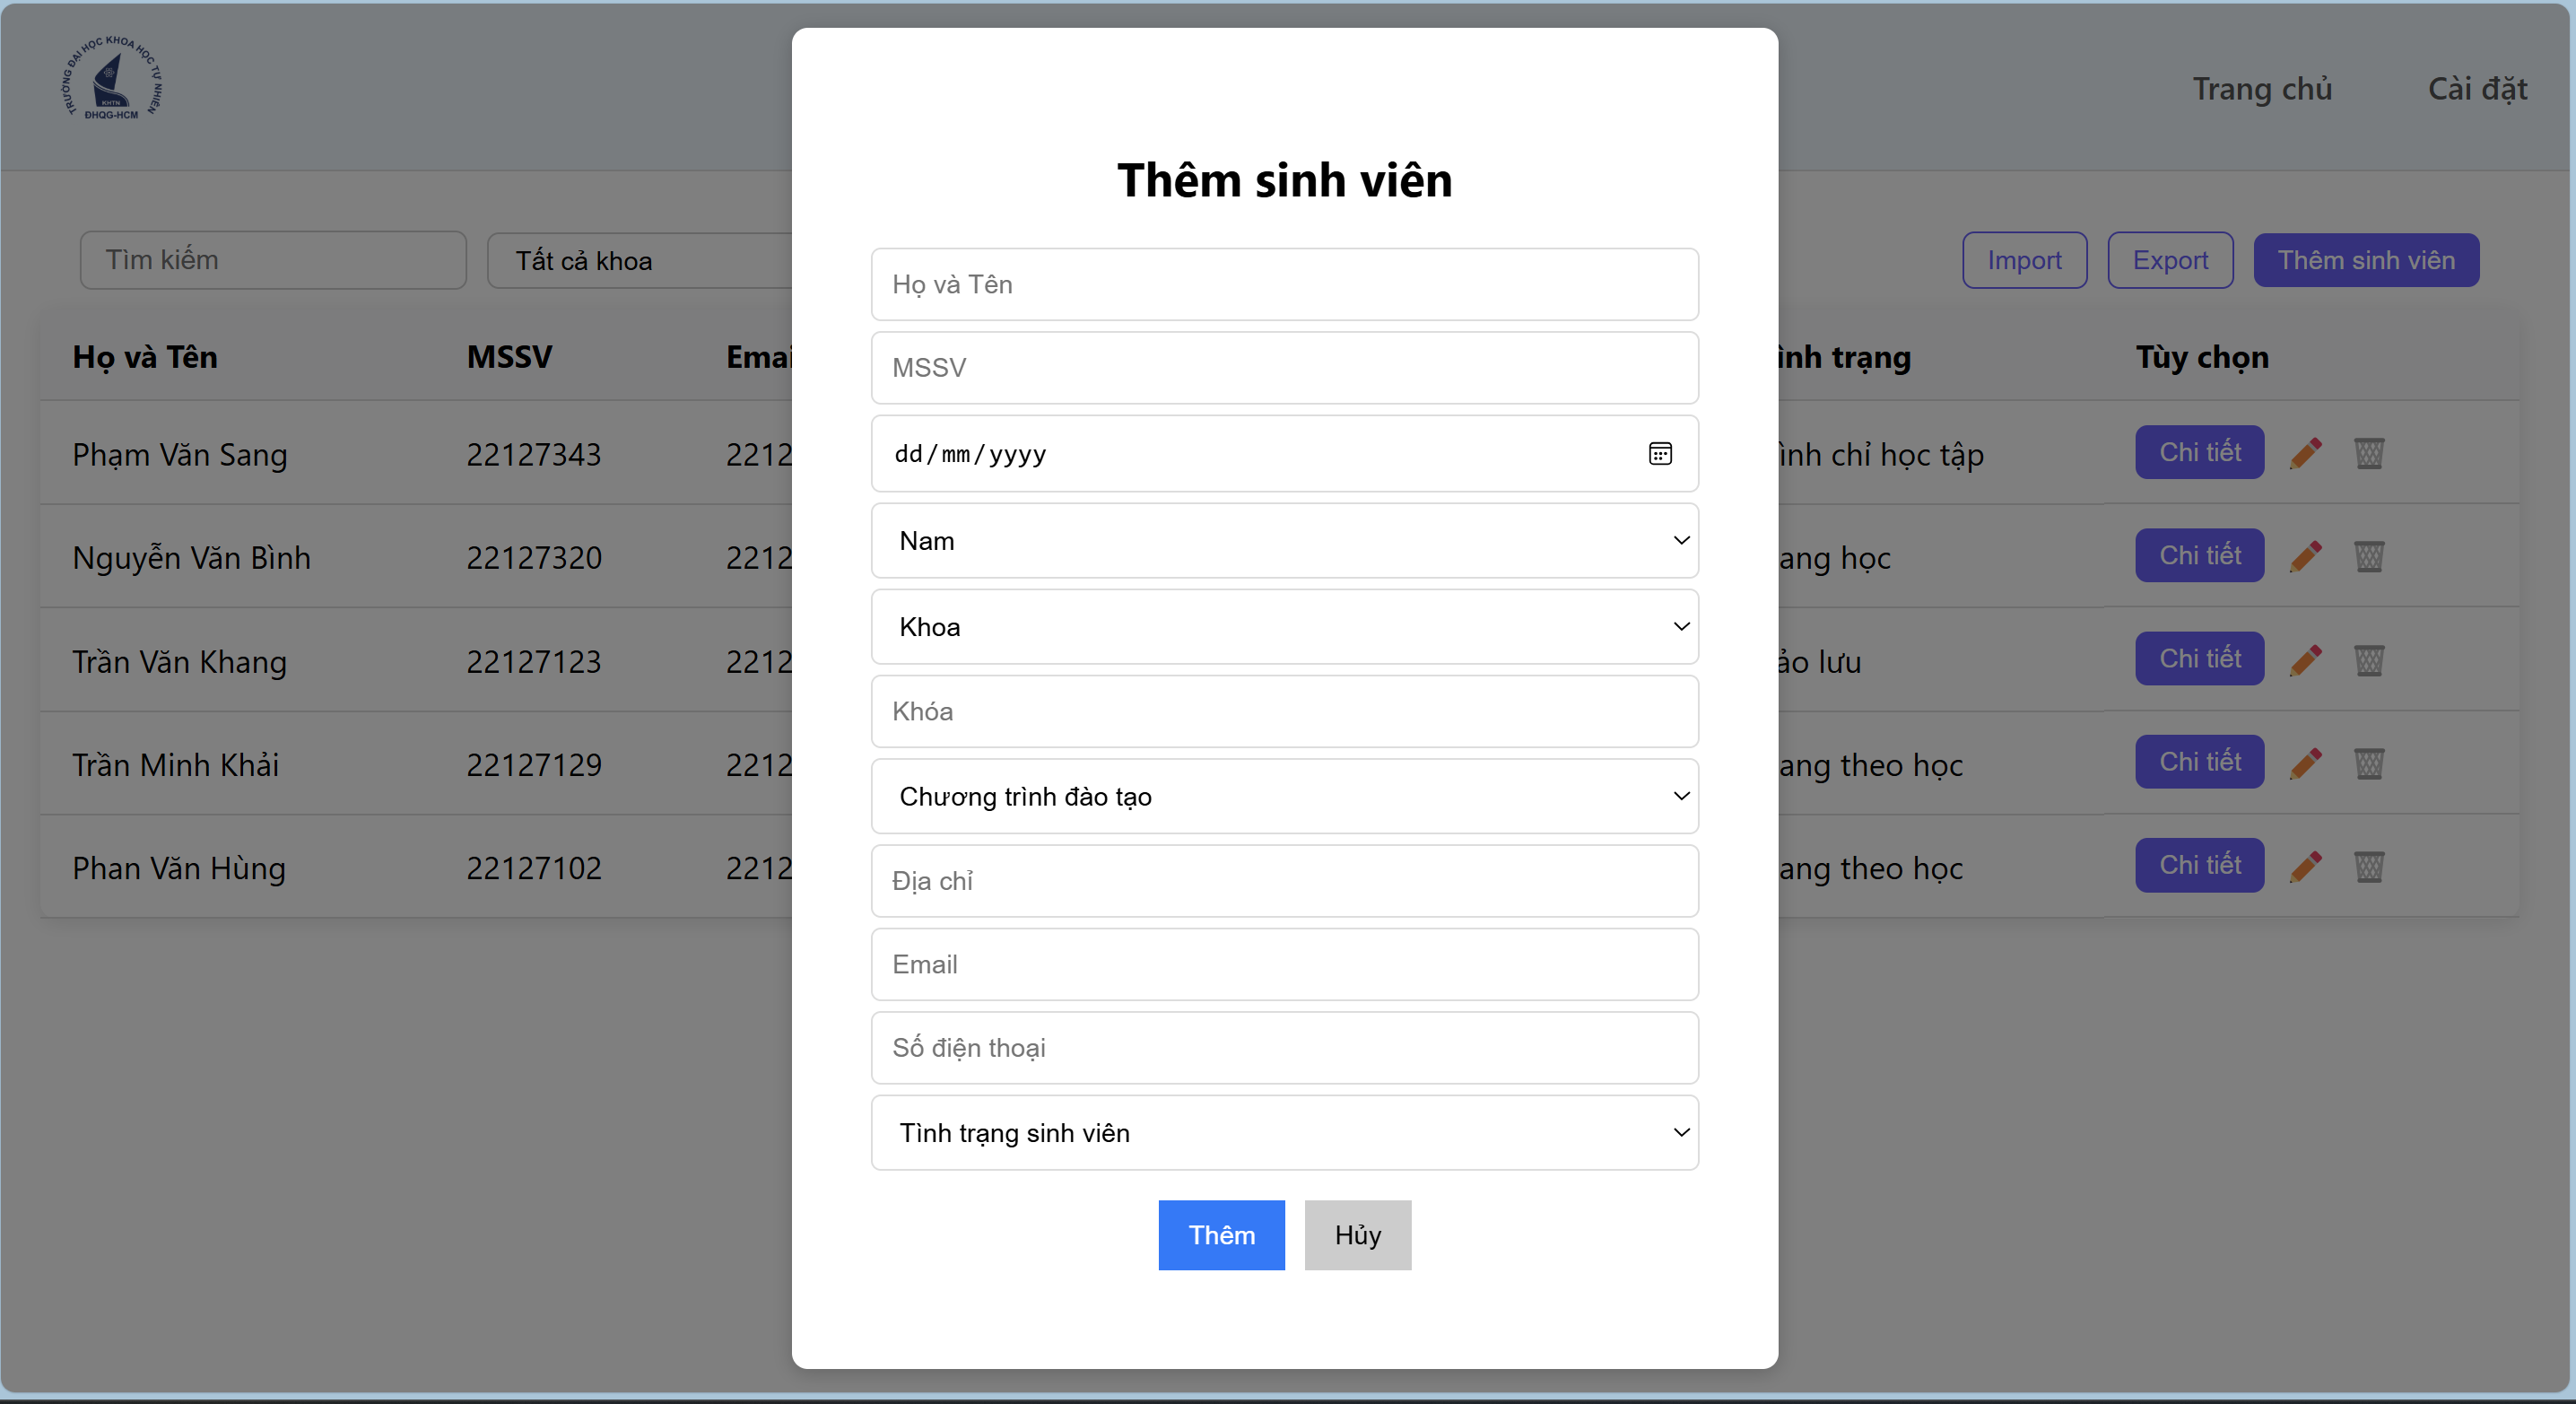 TRƯỜNG ĐẠI HỌC KHOA HỌC TỰ NHIÊN
KHTN
ĐHQG-HCM
Trang chủ
Cài đặt
Tìm kiếm
Tất cả khoa
Import
Export
Thêm sinh viên
Họ và Tên
MSSV
Emai
ình trạng
Tùy chọn
Phạm Văn Sang
22127343
2212
ình chỉ học tập
Chi tiết
Nguyễn Văn Bình
22127320
2212
ang học
Chi tiết
Trần Văn Khang
22127123
2212
ảo lưu
Chi tiết
Trần Minh Khải
22127129
2212
ang theo học
Chi tiết
Phan Văn Hùng
22127102
2212
ang theo học
Chi tiết
Thêm sinh viên
Họ và Tên
MSSV
dd/mm/yyyy
Nam
Khoa
Khóa
Chương trình đào tạo
Địa chỉ
Email
Số điện thoại
Tình trạng sinh viên
Thêm
Hủy